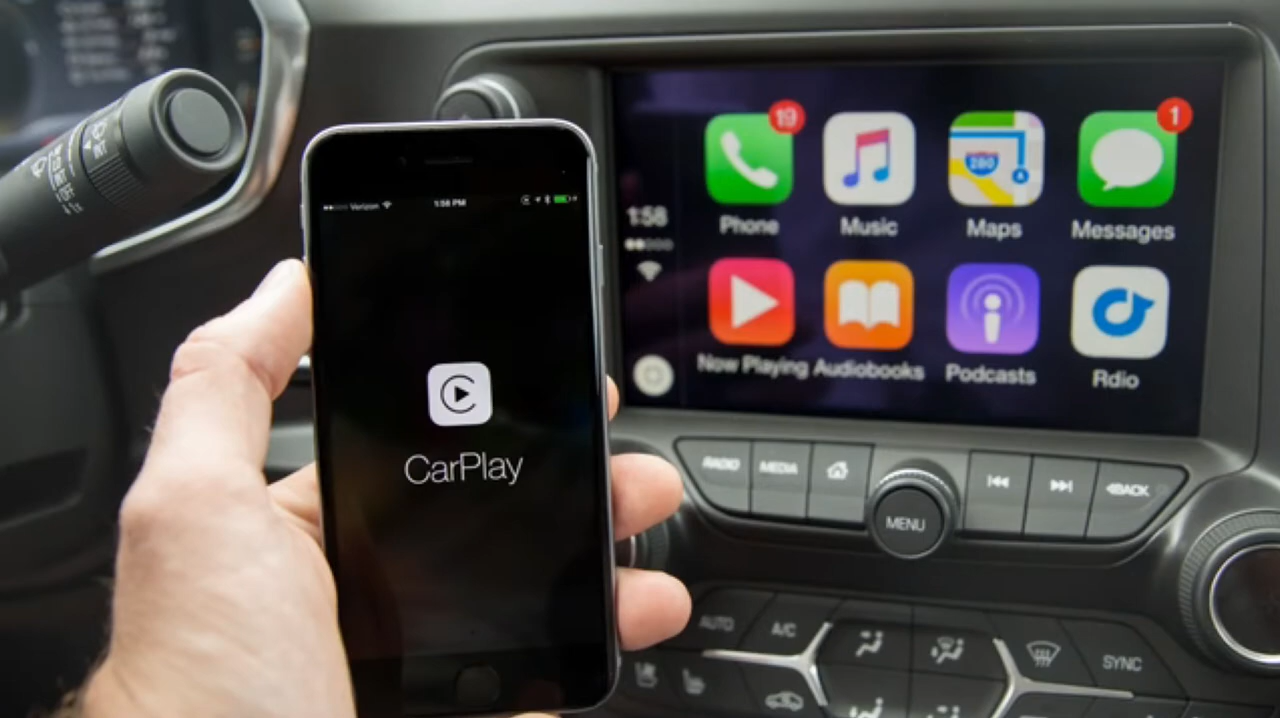 Verizon
1:58 PM
CarPlay
1:58
19
1
Phone
Music
280
Maps
Messages
Now Playing
Audiobooks
Podcasts
Rdio
RADIO
MEDIA
MENU
BACK
AUTO
A/C
SYNC